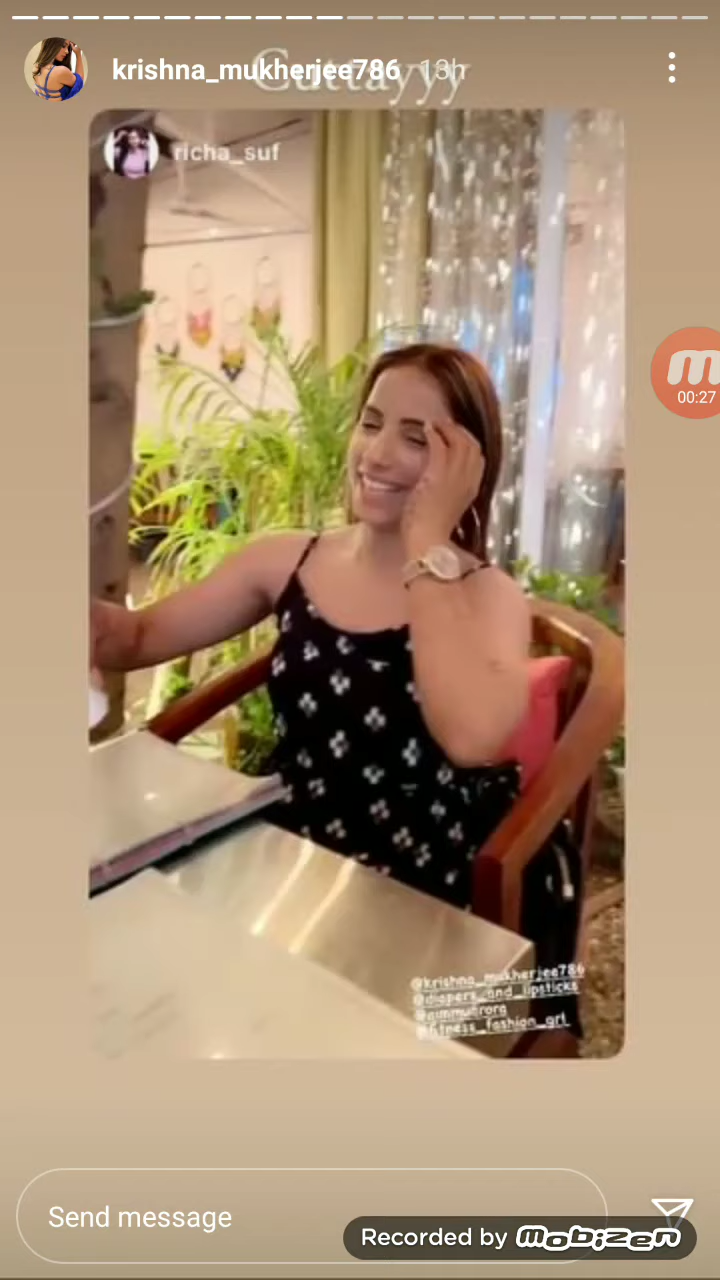 Cuttayyy
krishna_mukherjee786 13h
richa_suf
m
00:27
@krishna_mukherjee786
@diapers_and_lipsticks
@fitness_fashion_grl
Send message
Recorded by mobizen